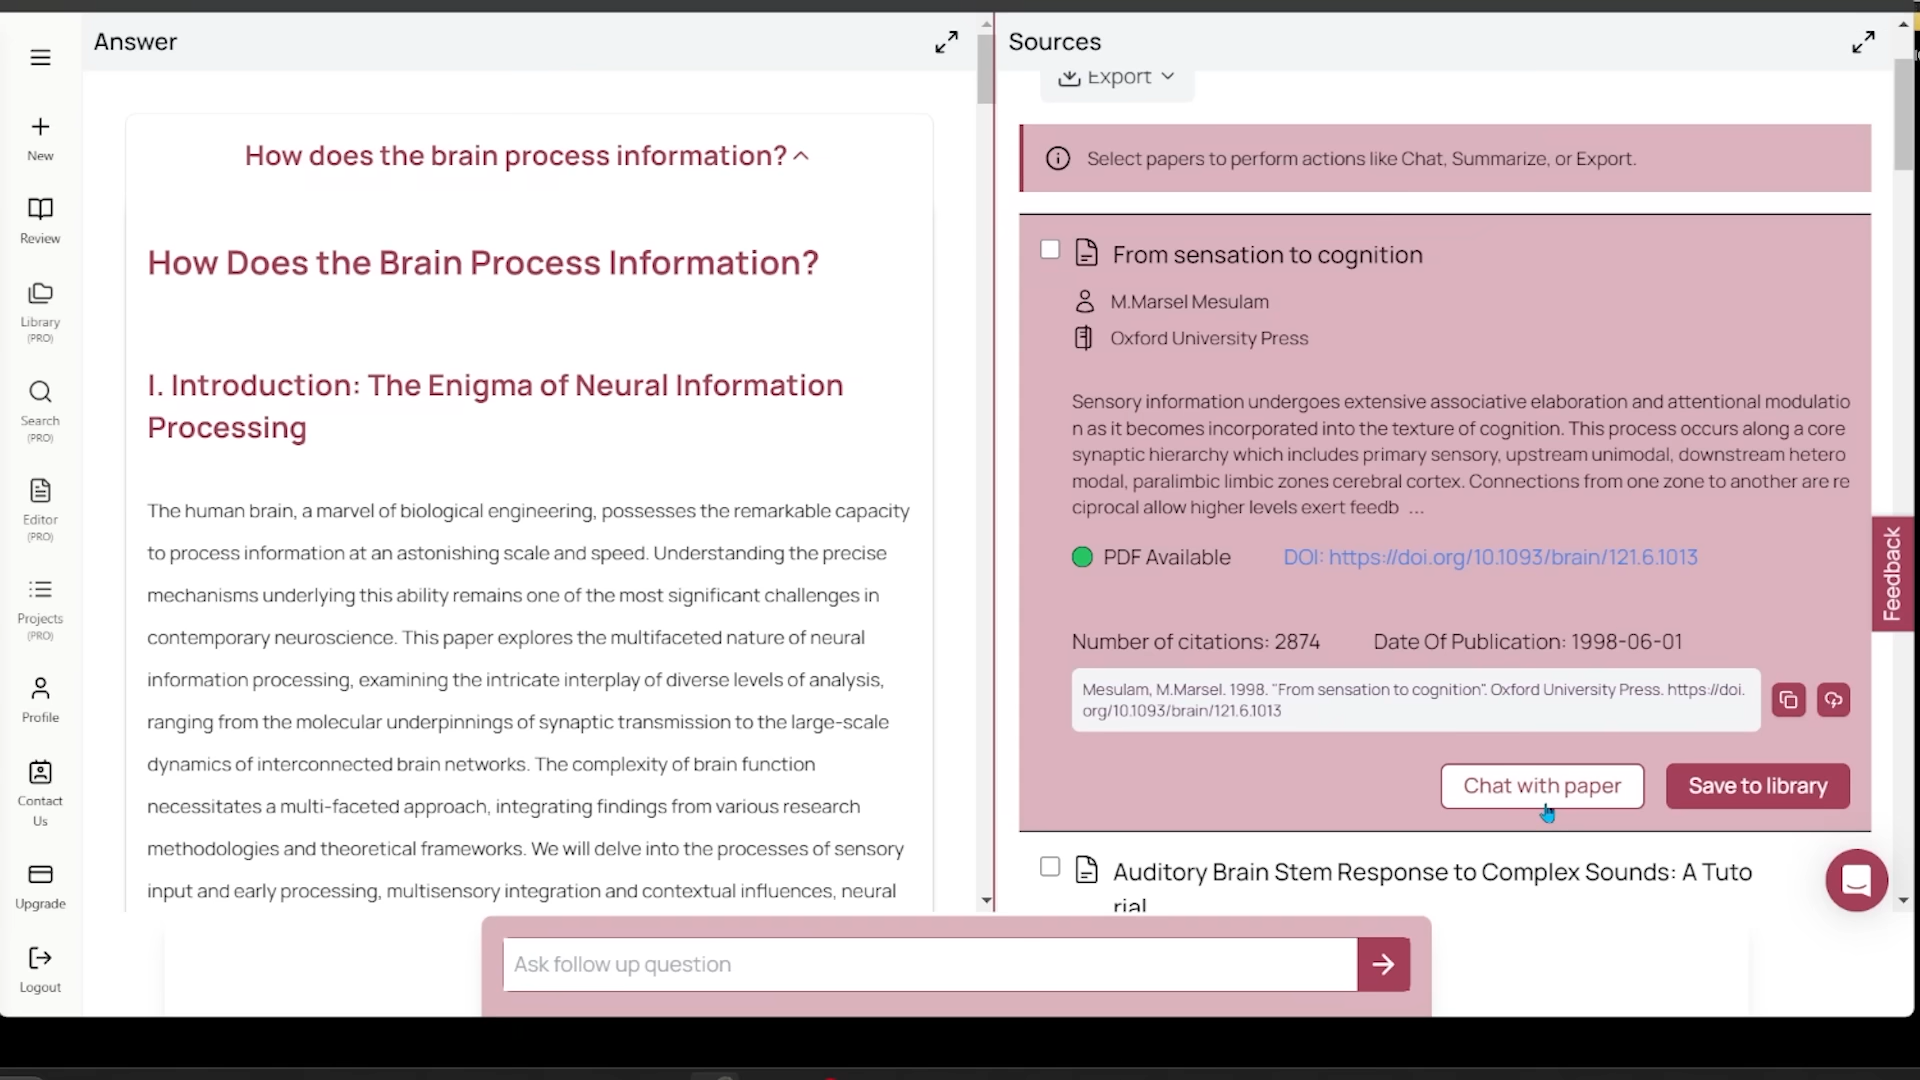 New
Review
Library
(PRO)
Search
(PRO)
Editor
(PRO)
Projects
(PRO)
Profile
Contact
Us
Upgrade
Logout
Answer
How does the brain process information?
How Does the Brain Process Information?
I. Introduction: The Enigma of Neural Information
Processing
The human brain, a marvel of biological engineering, possesses the remarkable capacity
to process information at an astonishing scale and speed. Understanding the precise
mechanisms underlying this ability remains one of the most significant challenges in
contemporary neuroscience. This paper explores the multifaceted nature of neural
information processing, examining the intricate interplay of diverse levels of analysis,
ranging from the molecular underpinnings of synaptic transmission to the large-scale
dynamics of interconnected brain networks. The complexity of brain function
necessitates a multi-faceted approach, integrating findings from various research
methodologies and theoretical frameworks. We will delve into the processes of sensory
input and early processing, multisensory integration and contextual influences, neural
Sources
Export
Select papers to perform actions like Chat, Summarize, or Export.
From sensation to cognition
M.Marsel Mesulam
Oxford University Press
Sensory information undergoes extensive associative elaboration and attentional modulatio
n as it becomes incorporated into the texture of cognition. This process occurs along a core
synaptic hierarchy which includes primary sensory, upstream unimodal, downstream hetero
modal, paralimbic limbic zones cerebral cortex. Connections from one zone to another are re
ciprocal allow higher levels exert feedb ...
PDF Available DOI: https://doi.org/10.1093/brain/121.6.1013
Number of citations: 2874 Date Of Publication: 1998-06-01
Mesulam, M.Marsel. 1998. "From sensation to cognition". Oxford University Press. https://doi.
org/10.1093/brain/121.6.1013
Chat with paper Save to library
Auditory Brain Stem Response to Complex Sounds: A Tuto
rial
Feedback
Ask follow up question